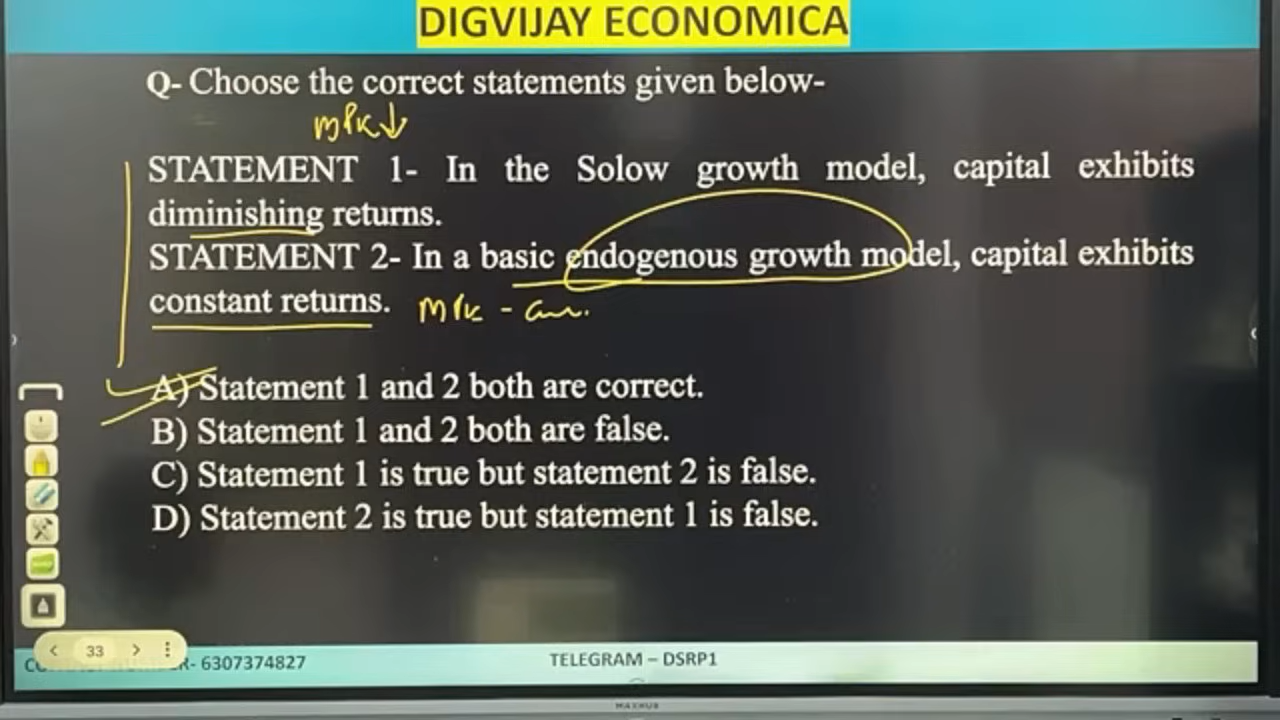 DIGVIJAY ECONOMICA
Q- Choose the correct statements given below-
MPK↓
STATEMENT 1- In the Solow growth model, capital exhibits
diminishing returns.
STATEMENT 2- In a basic endogenous growth model, capital exhibits
constant returns. MPK -
A) Statement 1 and 2 both are correct.
B) Statement 1 and 2 both are false.
C) Statement 1 is true but statement 2 is false.
D) Statement 2 is true but statement 1 is false.
< 33 >
R- 6307374827
TELEGRAM – DSRP1
MAXHUB